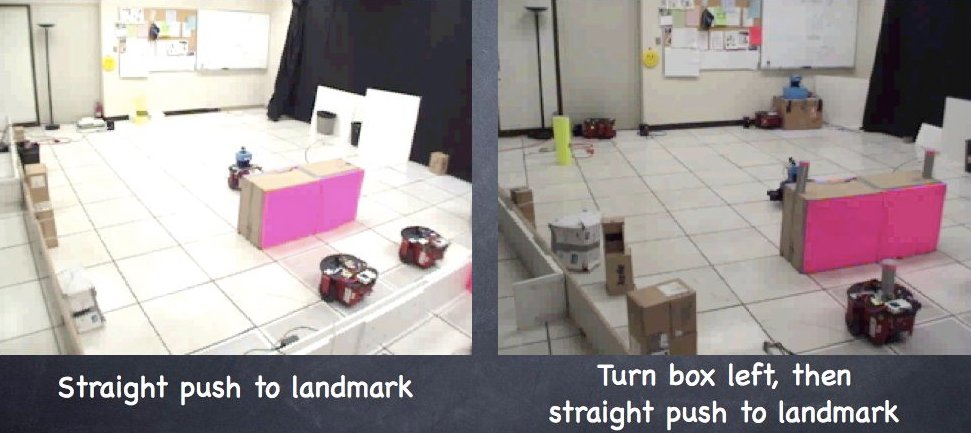 Straight push to landmark
Turn box left, then
straight push to landmark